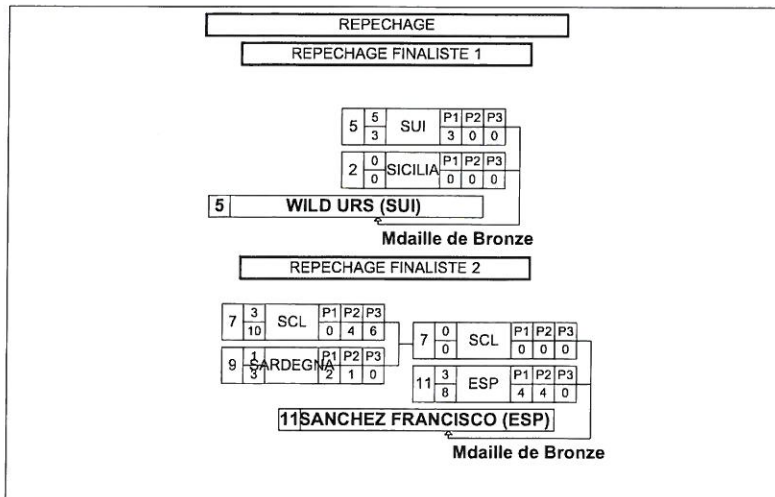 REPECHAGE
REPECHAGE FINALISTE 1
5 5 SUI P1 P2 P3
3 3 0 0
2 0 SICILIA P1 P2 P3
0 0 0 0
5 WILD URS (SUI)
Mdaille de Bronze
REPECHAGE FINALISTE 2
7 3 SCL P1 P2 P3
10 0 4 6
7 0 SCL P1 P2 P3
0 0 0 0
9 1 SARDEGNA P1 P2 P3
3 2 1 0
11 3 ESP P1 P2 P3
8 4 4 0
11 SANCHEZ FRANCISCO (ESP)
Mdaille de Bronze